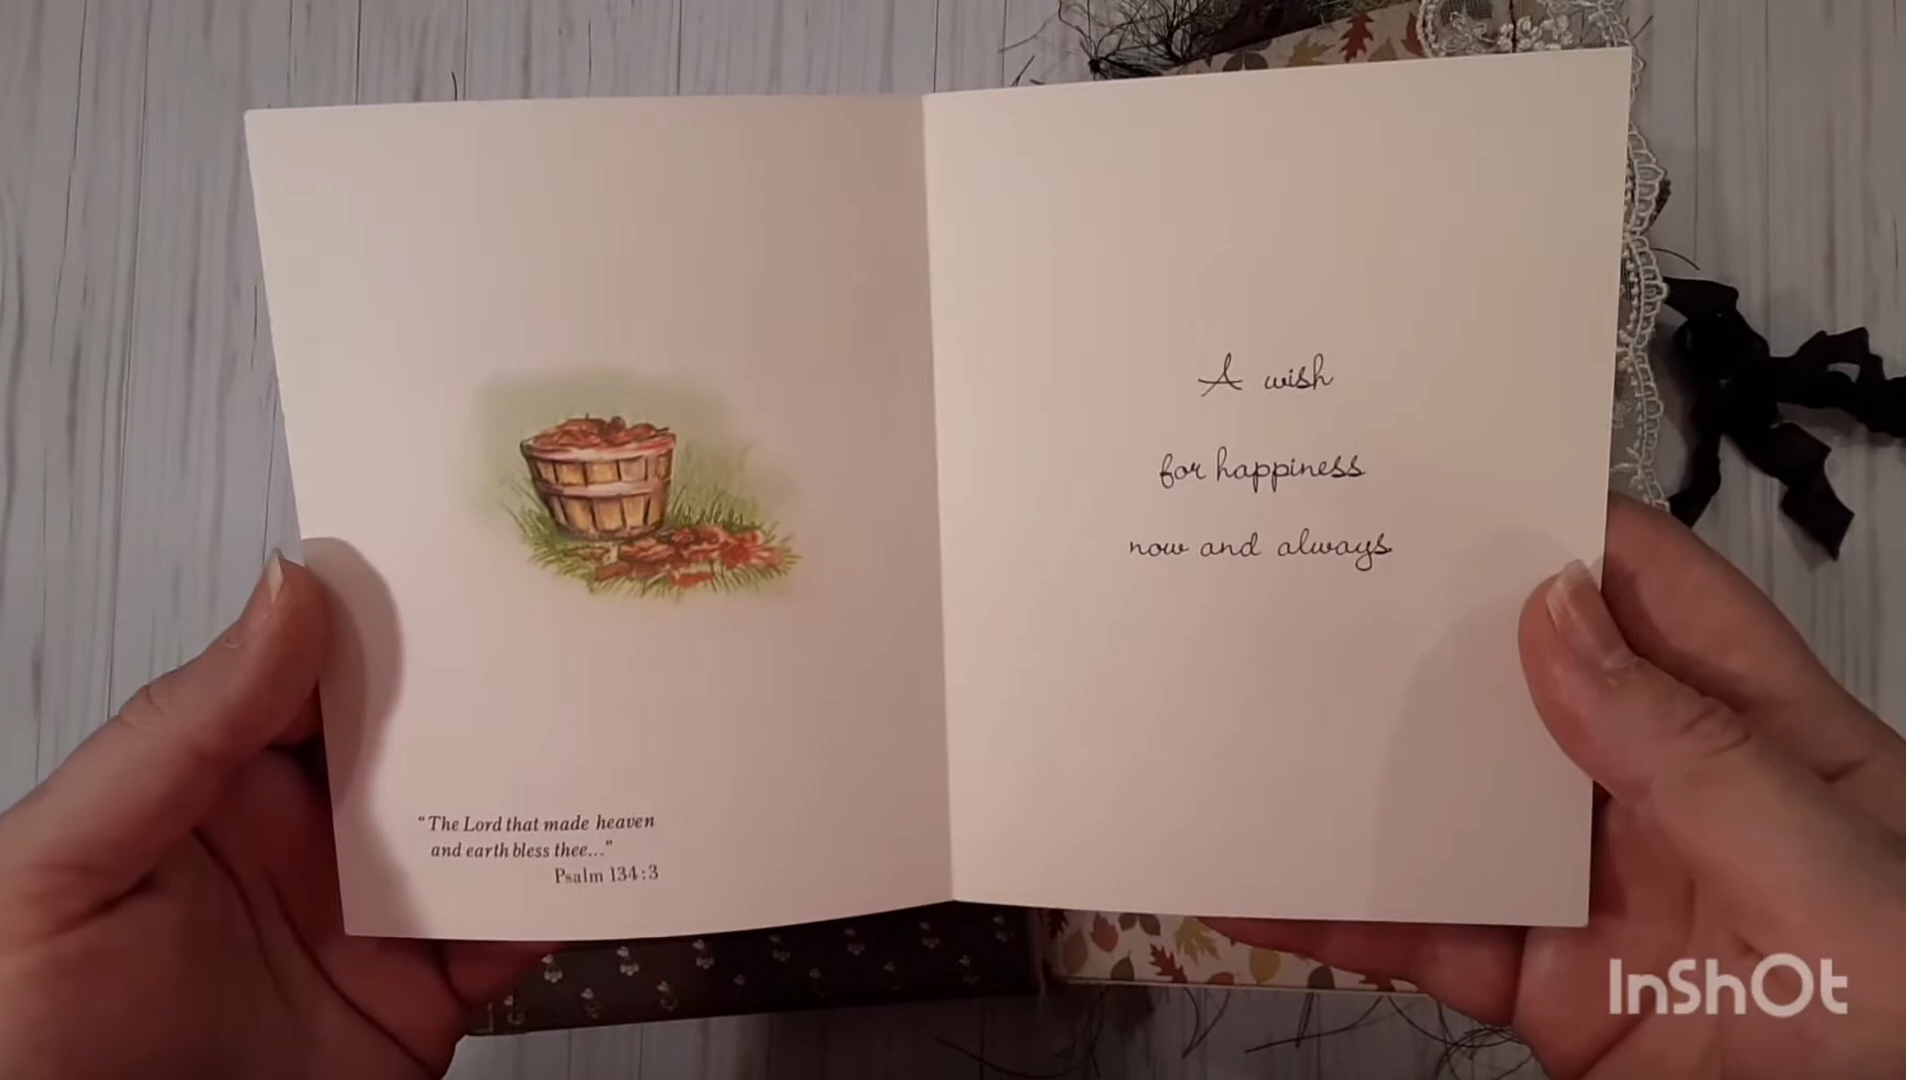 “The Lord that made heaven
and earth bless thee...”
Psalm 134:3
A wish
for happiness
now and always
InShOt